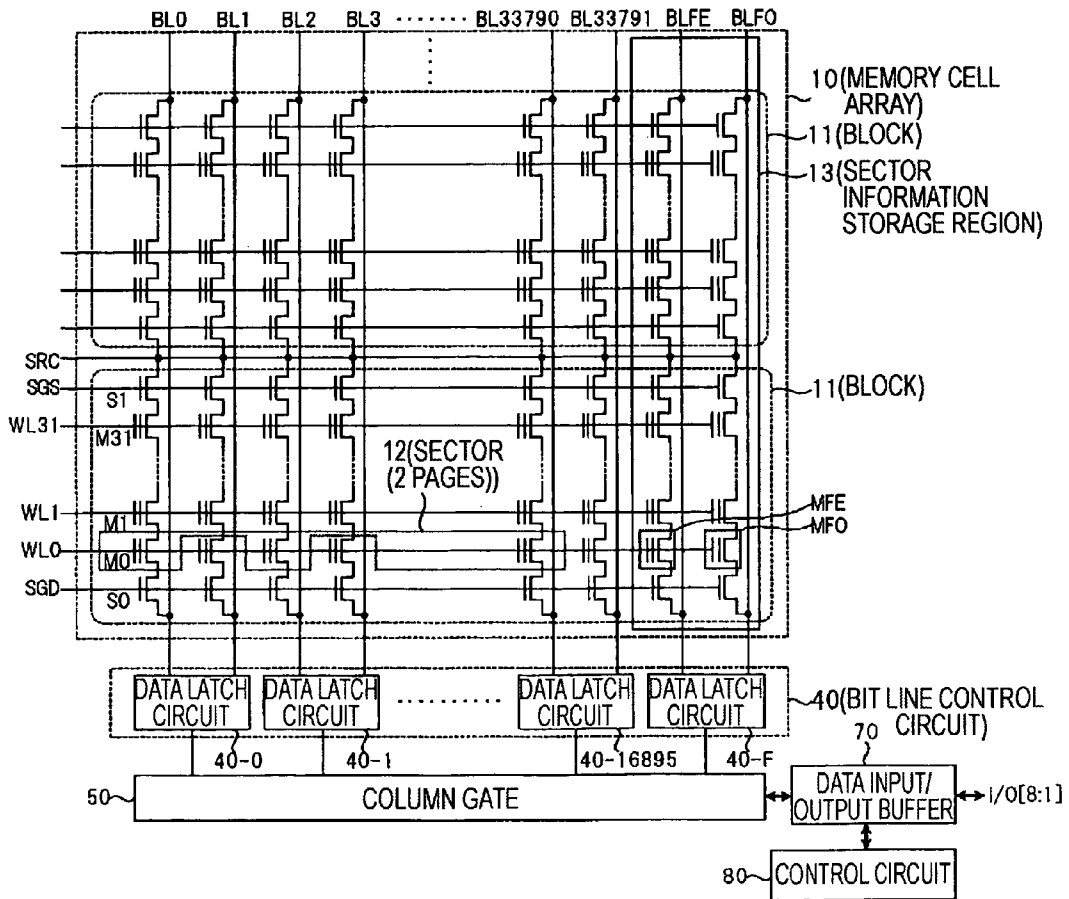 BL0 BL1 BL2 BL3 ········ BL33790 BL33791 BLFE BLFO
10(MEMORY CELL
ARRAY)
11(BLOCK)
13(SECTOR
INFORMATION
STORAGE REGION)
SRC
SGS
S1
11(BLOCK)
WL31
M31
12(SECTOR
(2 PAGES))
WL1
M1
MFE
MFO
WL0
M0
SGD
S0
DATA LATCH
CIRCUIT
DATA LATCH
CIRCUIT
DATA LATCH
CIRCUIT
DATA LATCH
CIRCUIT
40(BIT LINE CONTROL
CIRCUIT)
40-0 40-1 40-16895 40-F
70
50
COLUMN GATE
DATA INPUT/
OUTPUT BUFFER
I/O[8:1]
80
CONTROL CIRCUIT